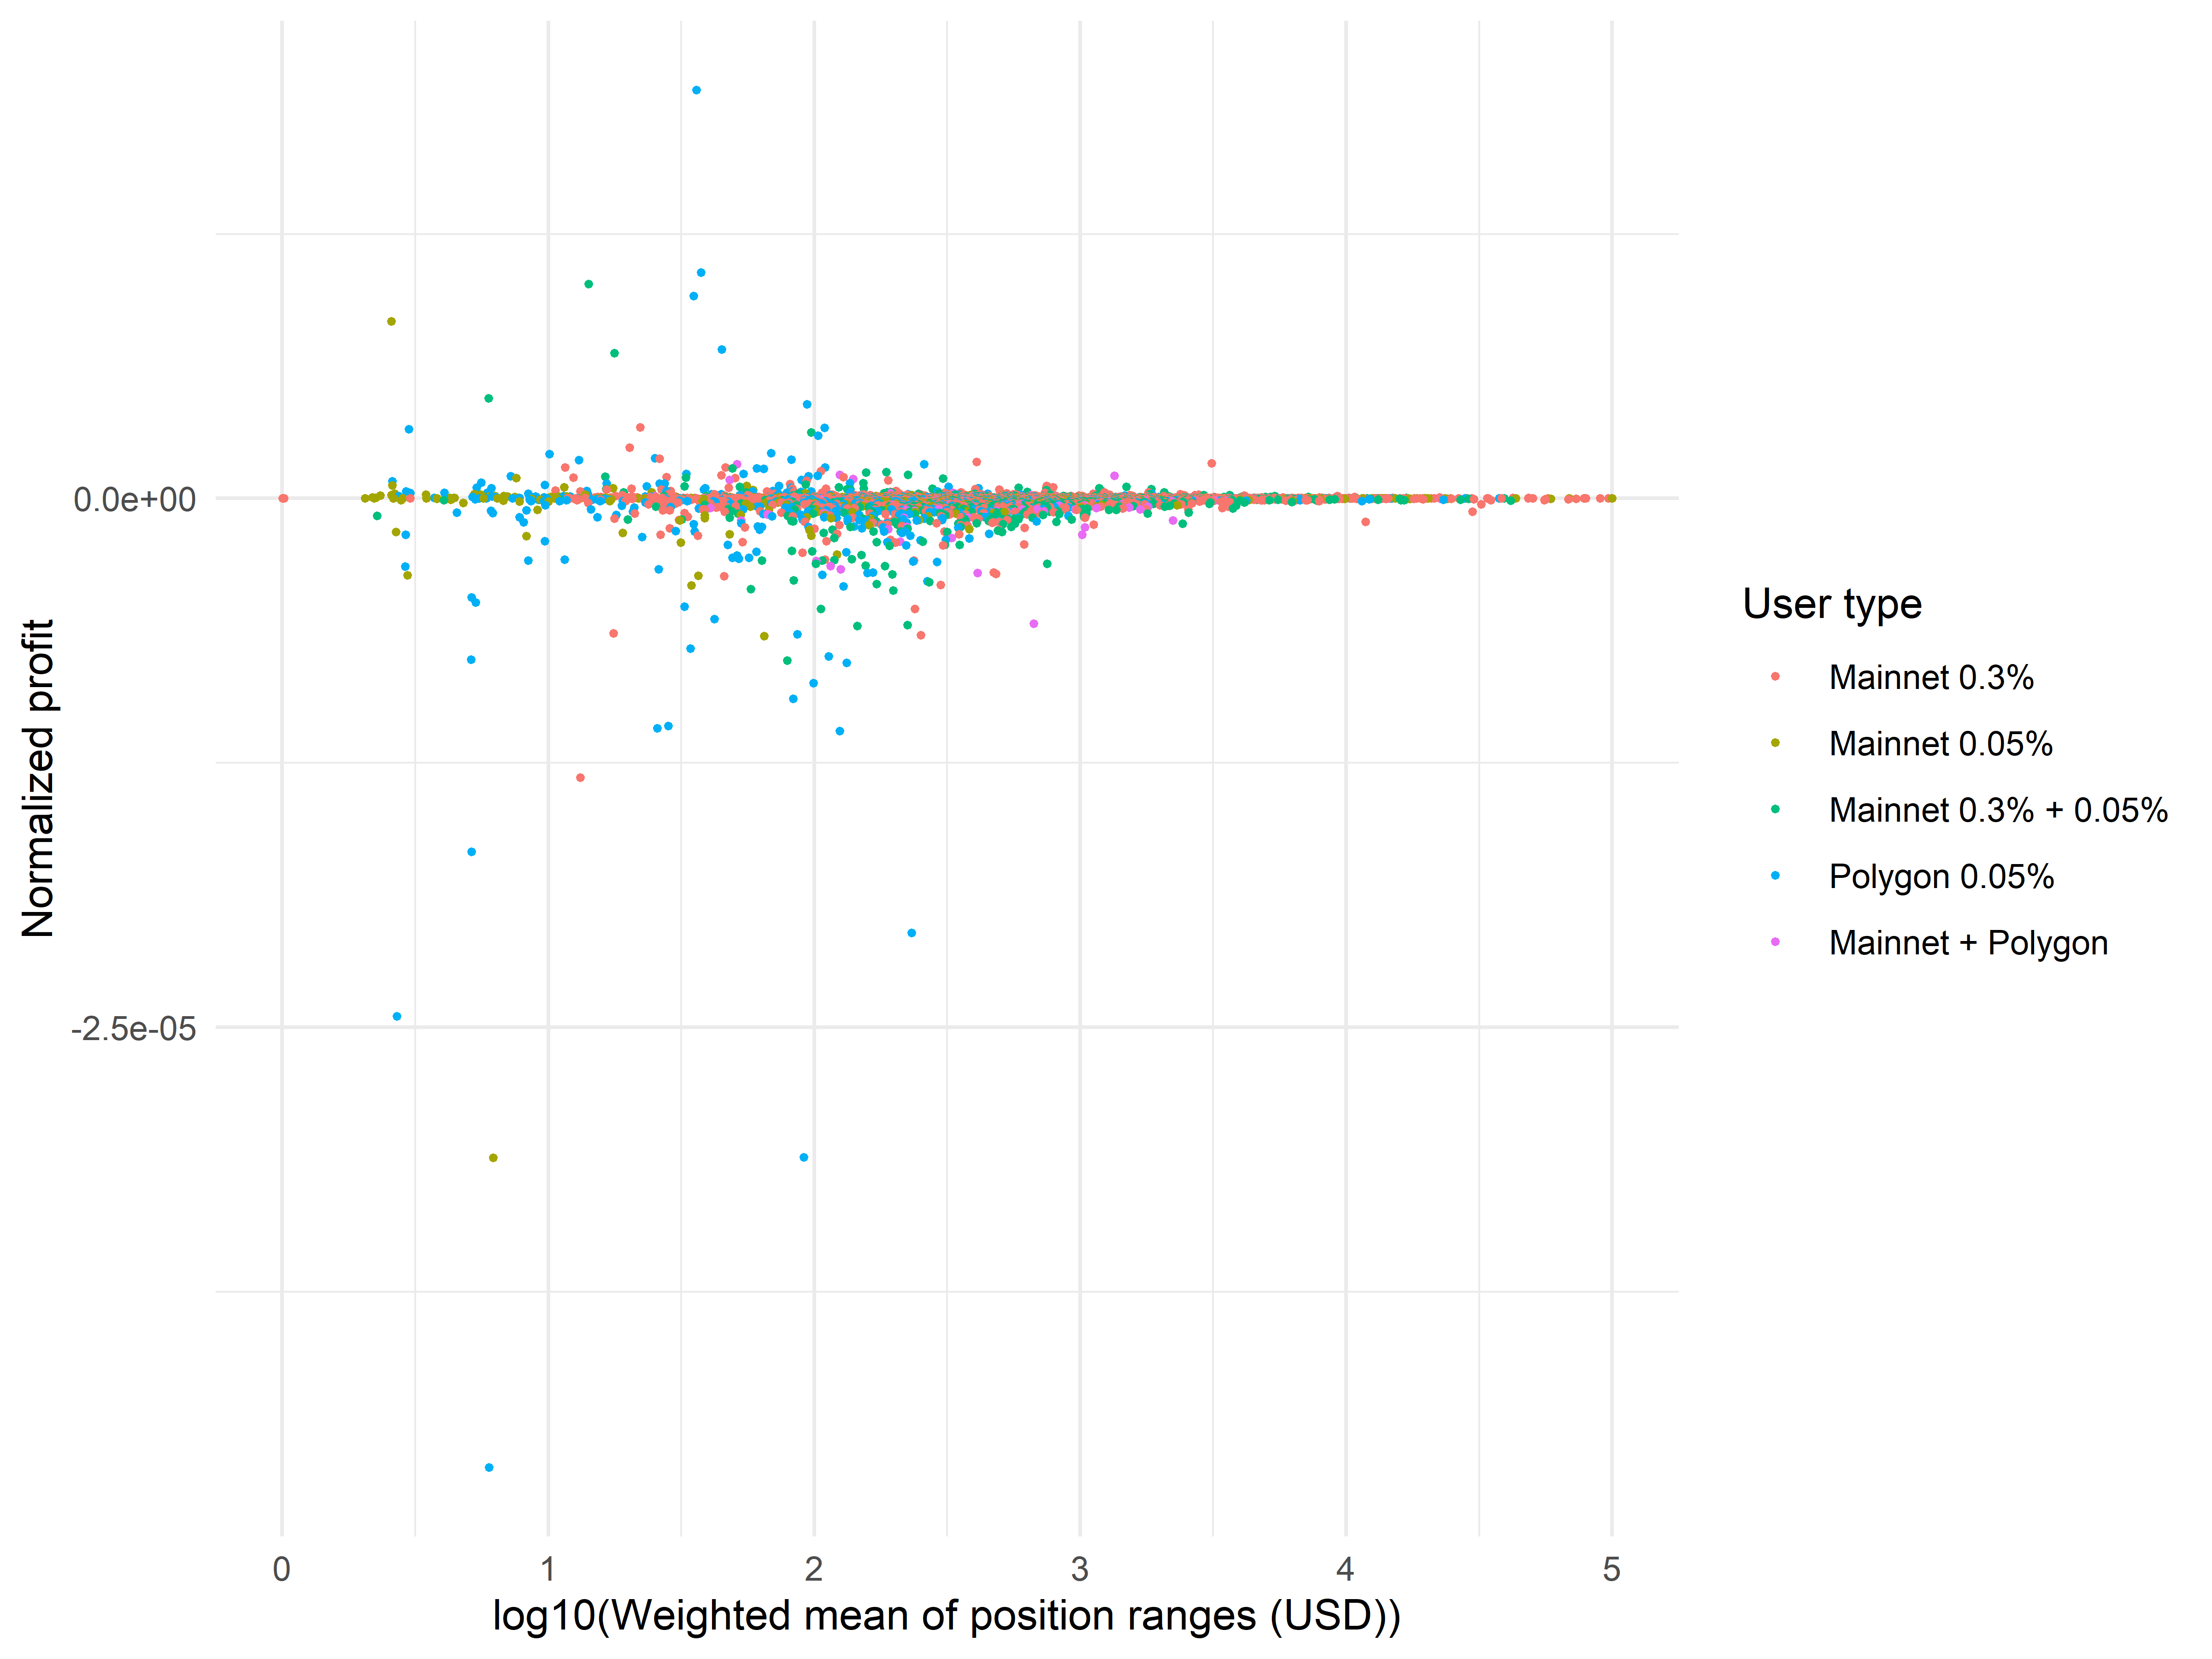 Normalized profit
0.0e+00
-2.5e-05
0
1
2
3
4
5
log10(Weighted mean of position ranges (USD))
User type
Mainnet 0.3%
Mainnet 0.05%
Mainnet 0.3% + 0.05%
Polygon 0.05%
Mainnet + Polygon